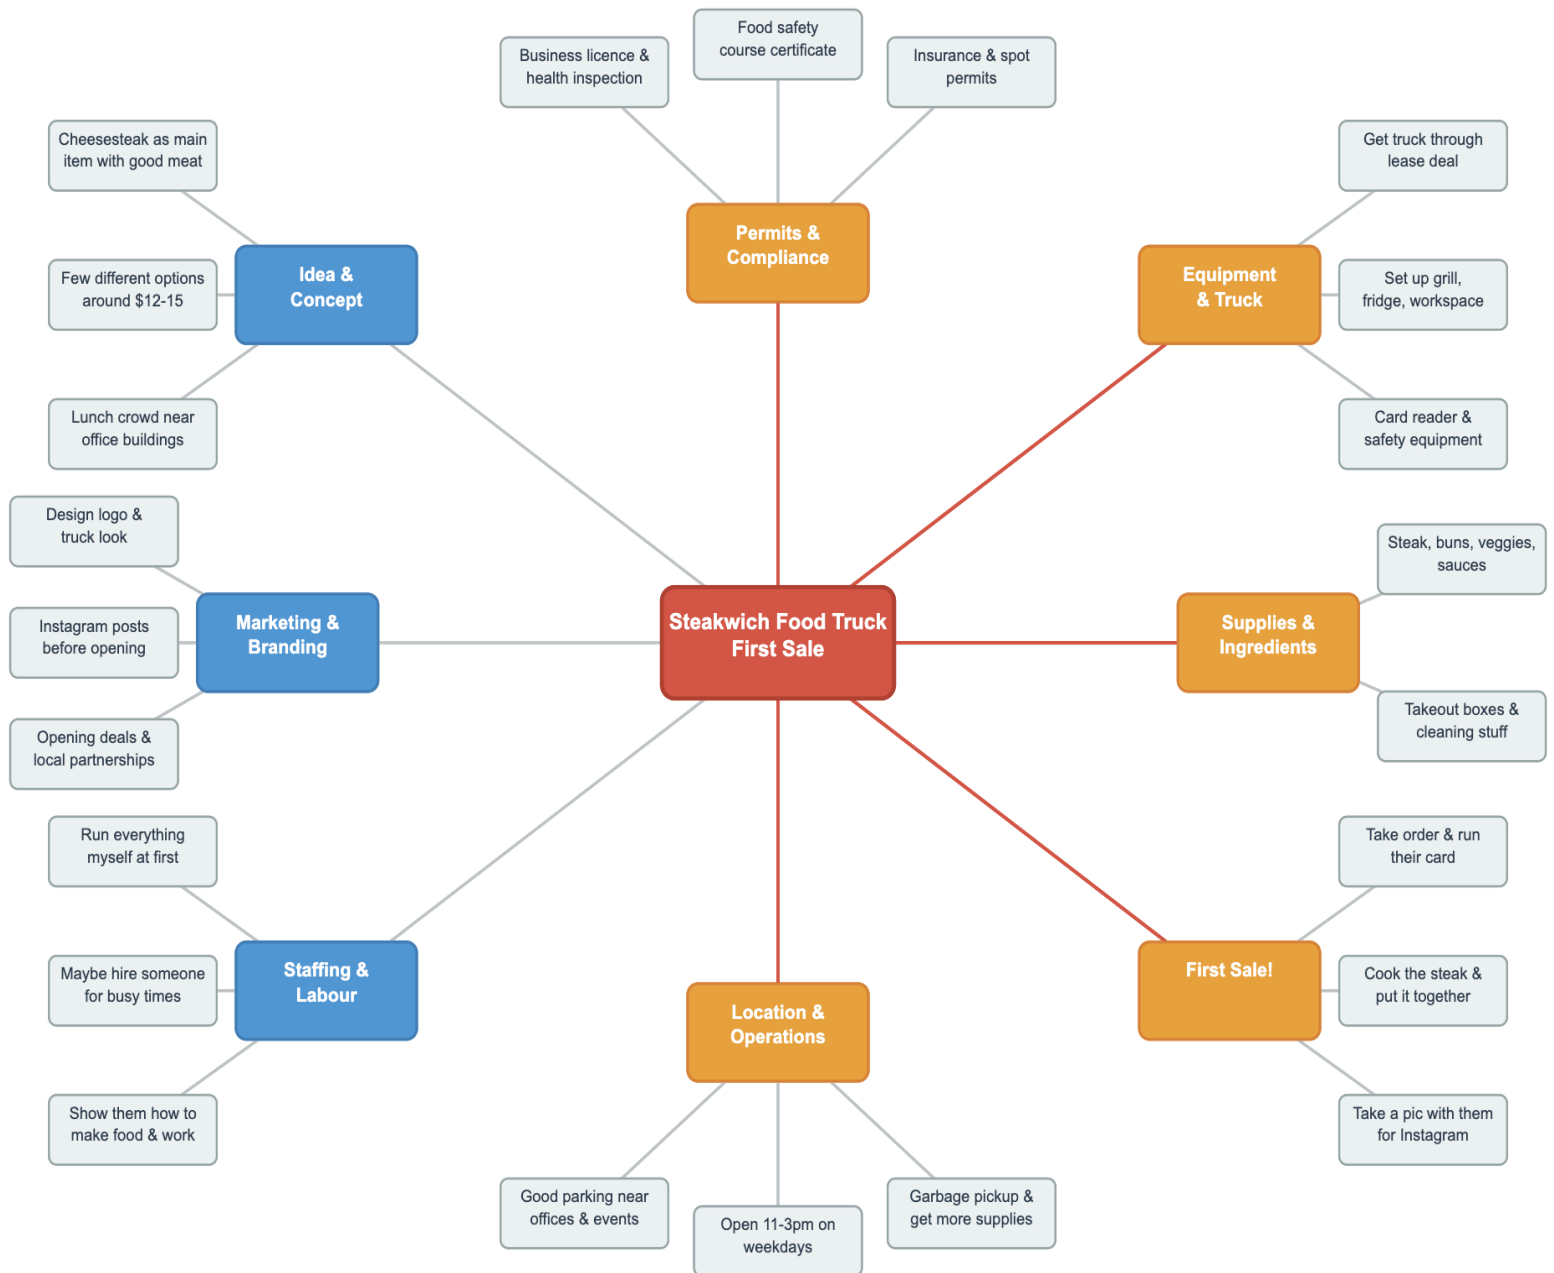 Food safety
course certificate
Business licence &
health inspection
Insurance & spot
permits
Cheesesteak as main
item with good meat
Get truck through
lease deal
Permits &
Compliance
Few different options
around $12-15
Idea &
Concept
Equipment
& Truck
Set up grill,
fridge, workspace
Lunch crowd near
office buildings
Card reader &
safety equipment
Design logo &
truck look
Steak, buns, veggies,
sauces
Instagram posts
before opening
Marketing &
Branding
Steakwich Food Truck
First Sale
Supplies &
Ingredients
Opening deals &
local partnerships
Takeout boxes &
cleaning stuff
Run everything
myself at first
Take order & run
their card
Maybe hire someone
for busy times
Staffing &
Labour
First Sale!
Cook the steak &
put it together
Location &
Operations
Show them how to
make food & work
Take a pic with them
for Instagram
Good parking near
offices & events
Open 11-3pm on
weekdays
Garbage pickup &
get more supplies